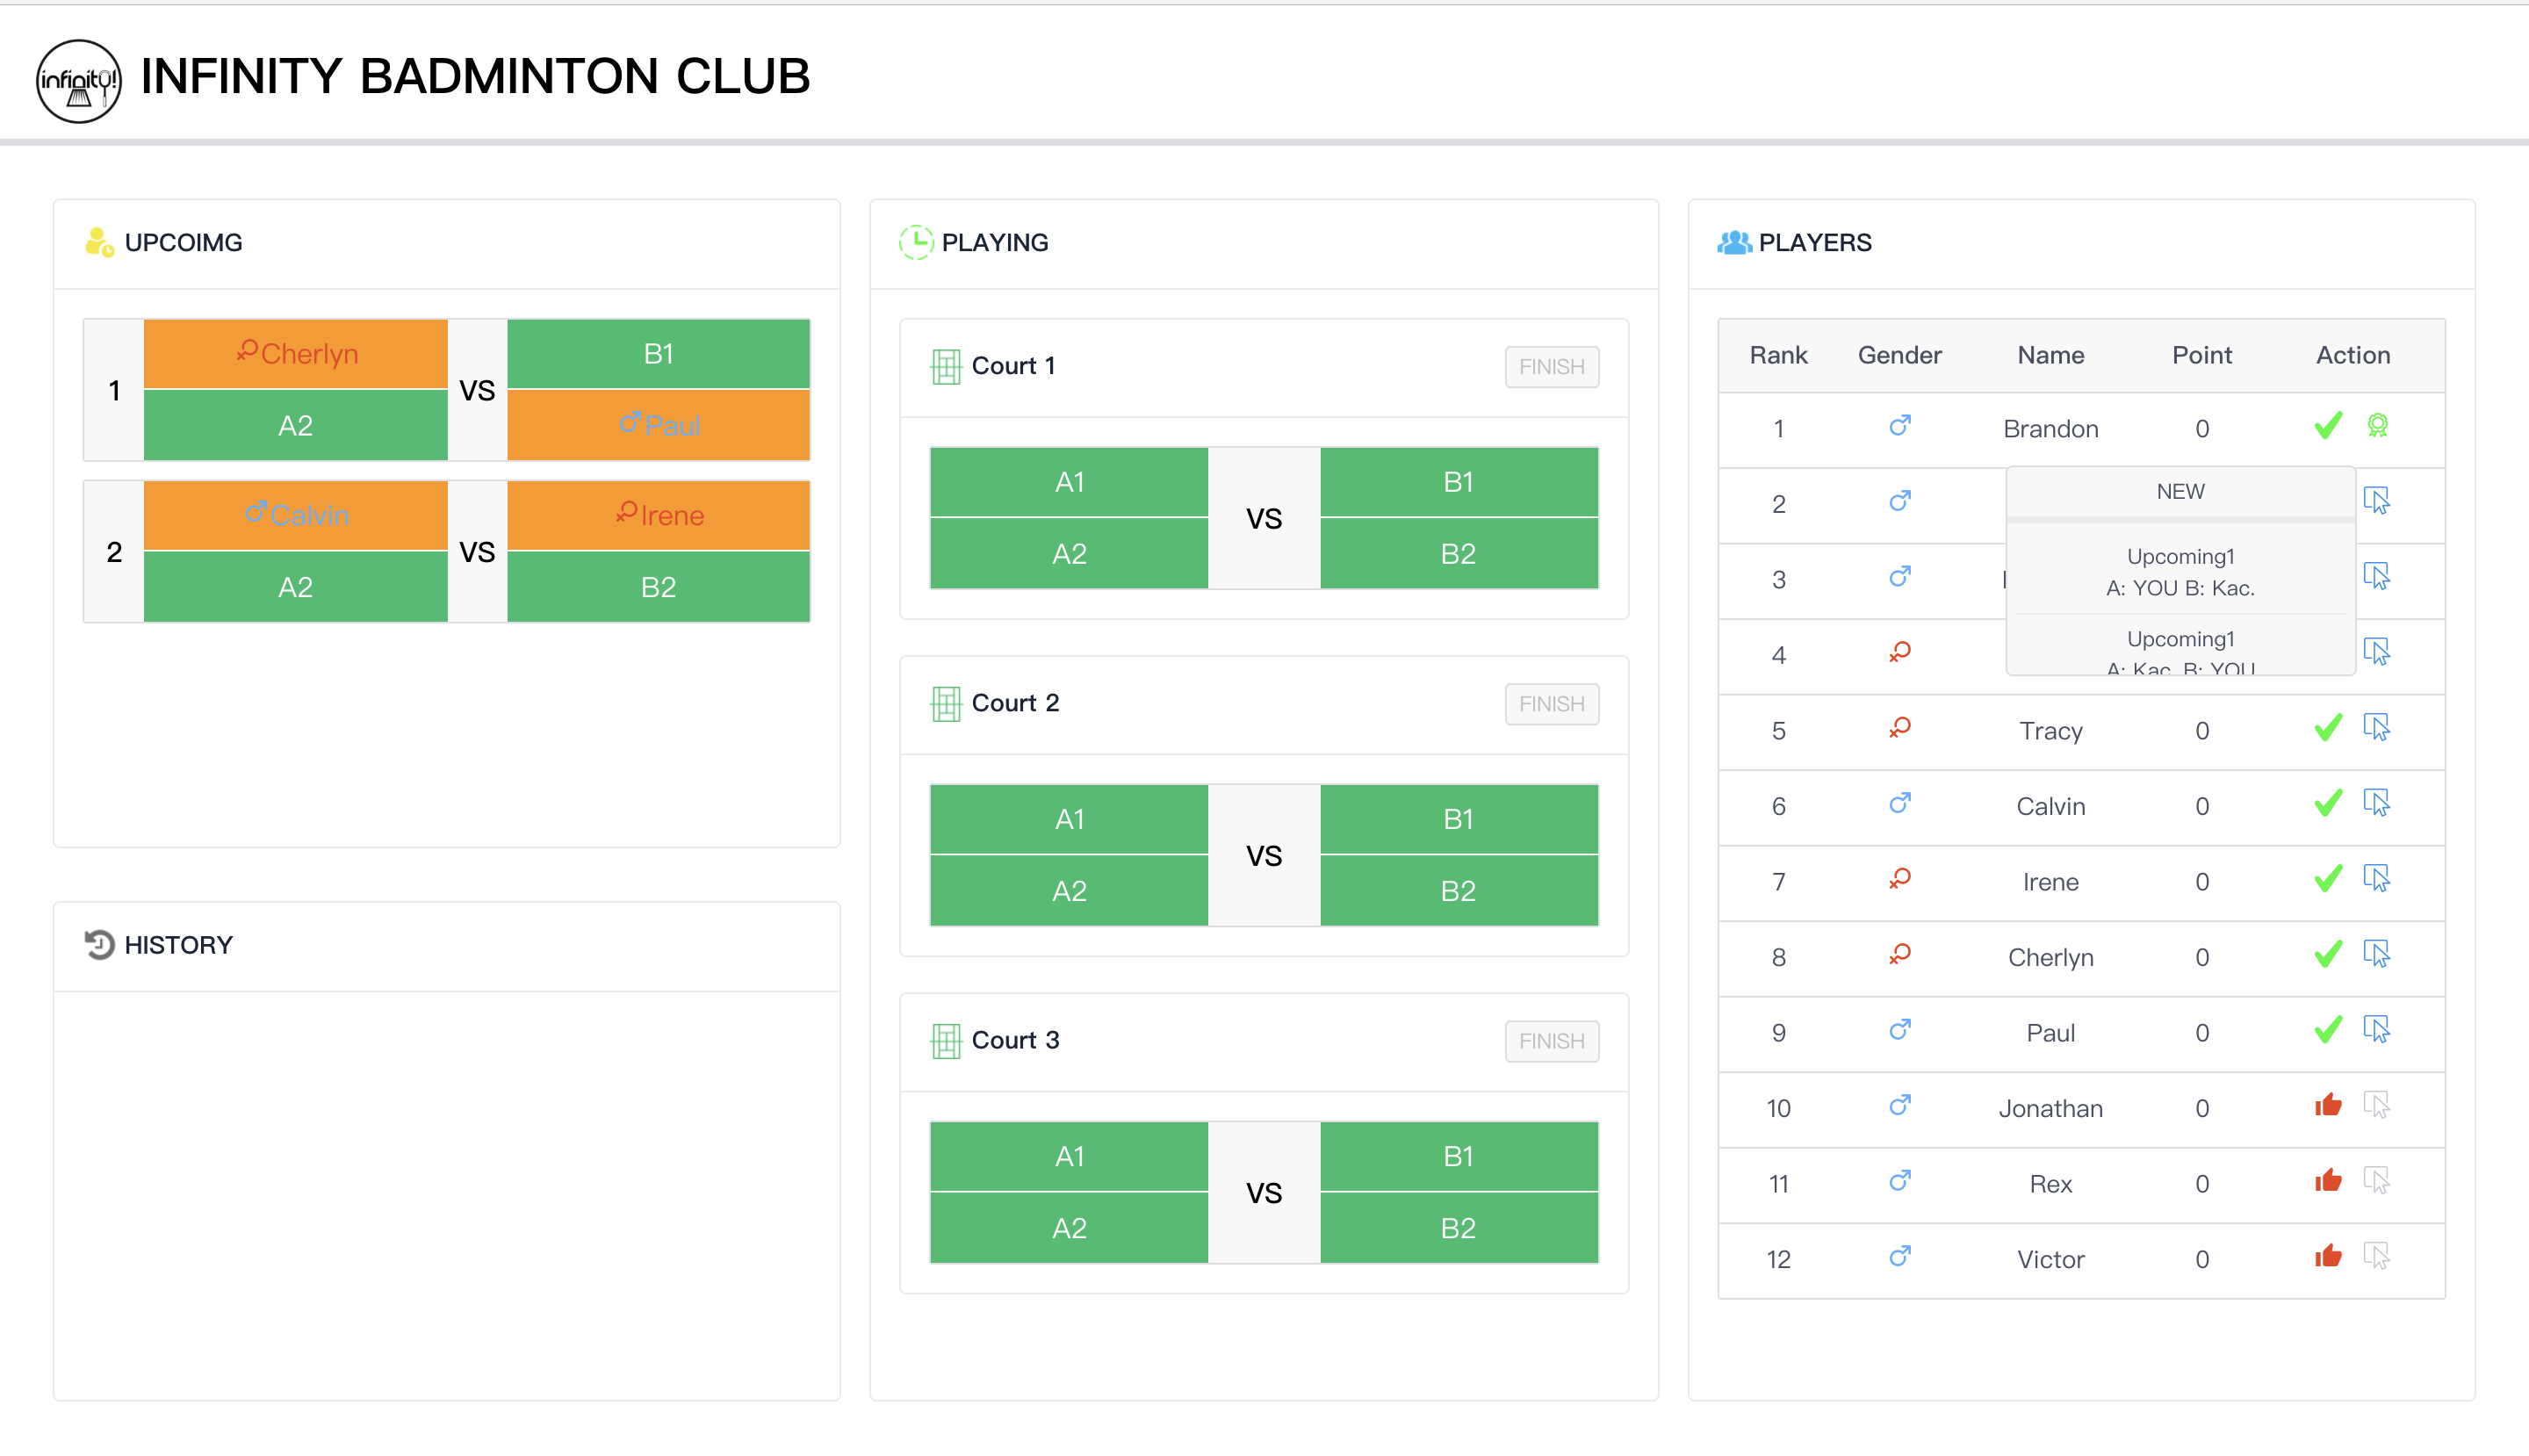 infinity!
INFINITY BADMINTON CLUB
UPCOIMG
1
Cherlyn
A2
VS
B1
Paul
2
Calvin
A2
VS
Irene
B2
HISTORY
PLAYING
Court 1
FINISH
A1
A2
VS
B1
B2
Court 2
FINISH
A1
A2
VS
B1
B2
Court 3
FINISH
A1
A2
VS
B1
B2
PLAYERS
Rank Gender Name Point Action
1 Brandon 0
2
3
4
NEW
Upcoming1
A: YOU B: Kac.
Upcoming1
A: Kac. B: YOU
5 Tracy 0
6 Calvin 0
7 Irene 0
8 Cherlyn 0
9 Paul 0
10 Jonathan 0
11 Rex 0
12 Victor 0